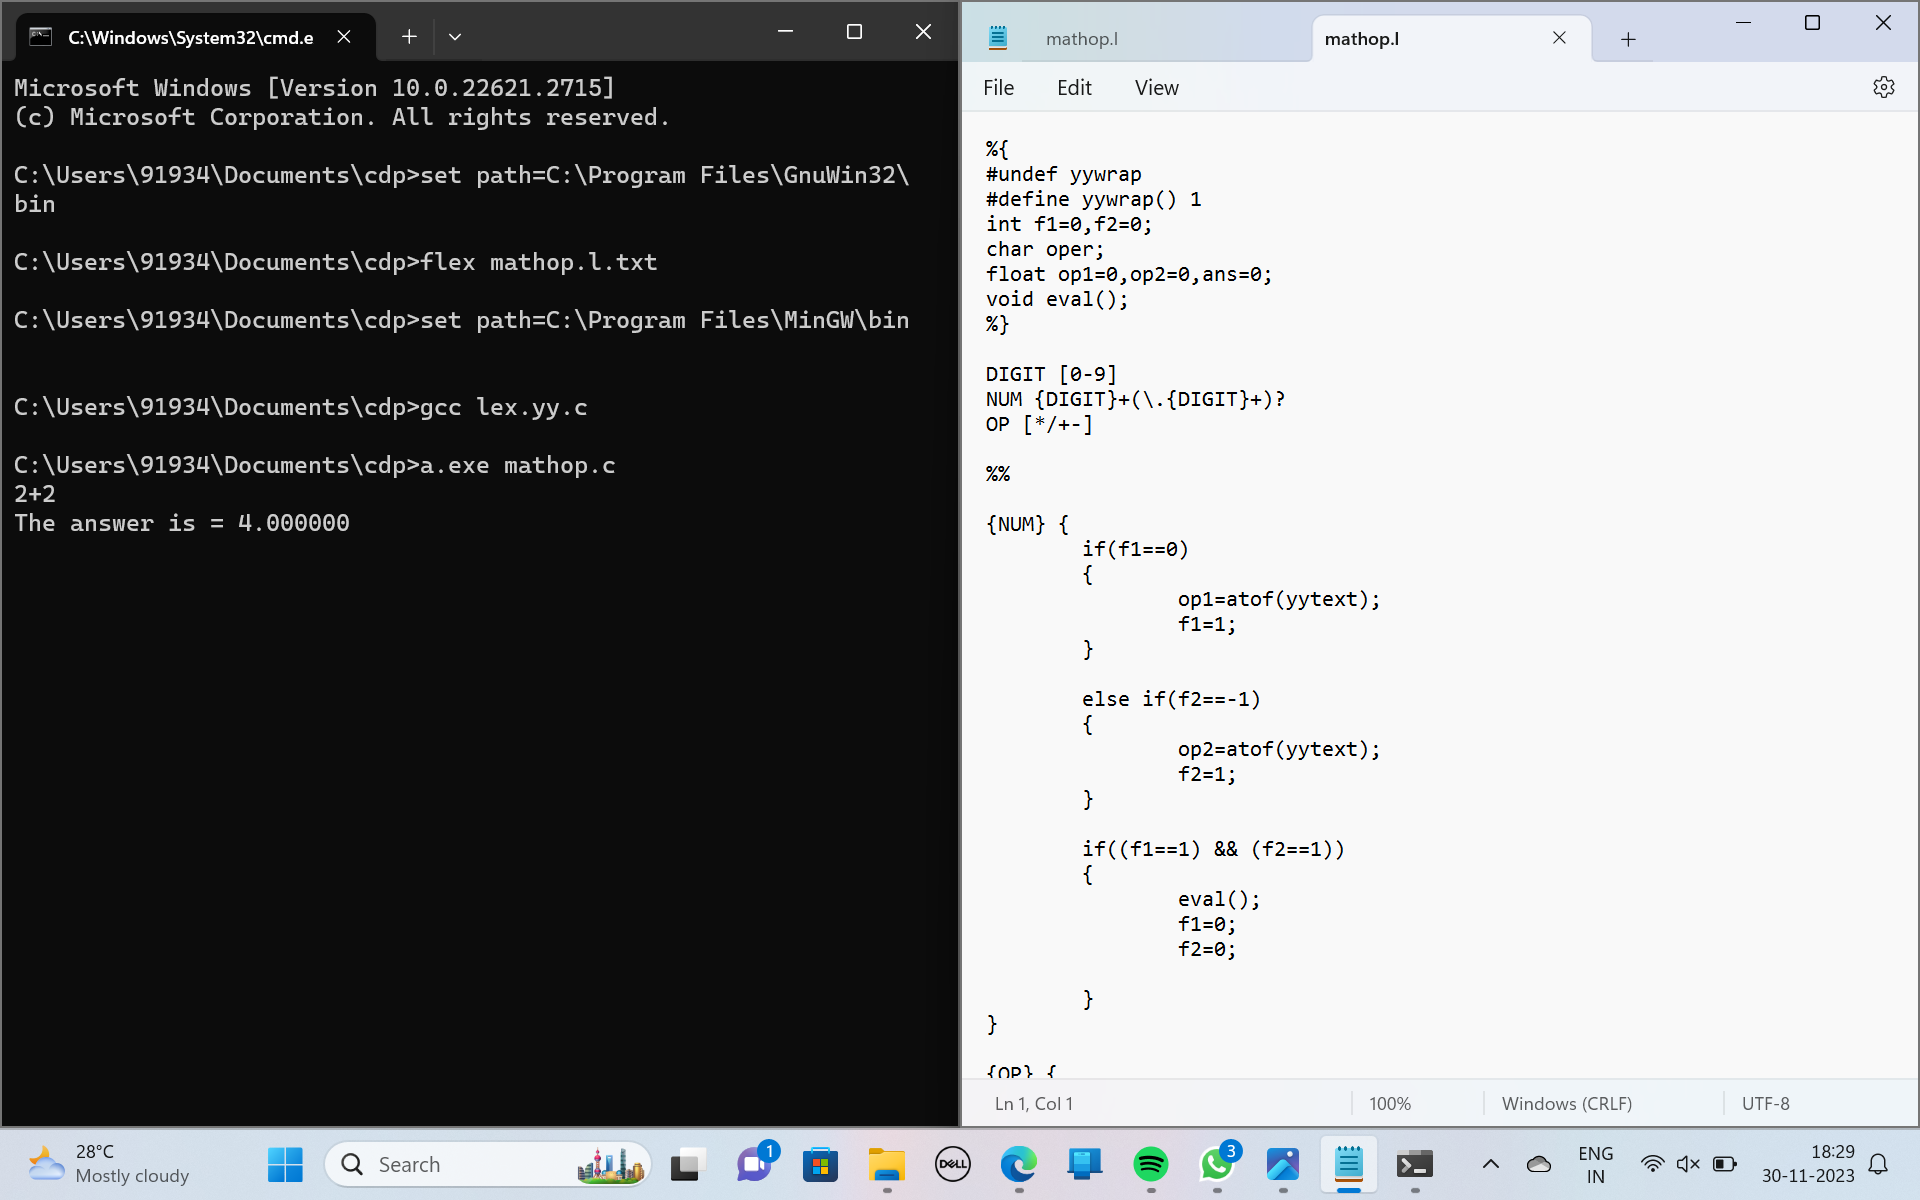 C:\Windows\System32\cmd.e
Microsoft Windows [Version 10.0.22621.2715]
(c) Microsoft Corporation. All rights reserved.
C:\Users\91934\Documents\cdp>set path=C:\Program Files\GnuWin32\
bin
C:\Users\91934\Documents\cdp>flex mathop.l.txt
C:\Users\91934\Documents\cdp>set path=C:\Program Files\MinGW\bin
C:\Users\91934\Documents\cdp>gcc lex.yy.c
C:\Users\91934\Documents\cdp>a.exe mathop.c
2+2
The answer is = 4.000000
mathop.l
mathop.l
File Edit View
%{
#undef yywrap
#define yywrap() 1
int f1=0,f2=0;
char oper;
float op1=0,op2=0,ans=0;
void eval();
%}
DIGIT [0-9]
NUM {DIGIT}+(\.{DIGIT}+)?
OP [*/+-]
%%
{NUM} {
if(f1==0)
{
op1=atof(yytext);
f1=1;
}
else if(f2==-1)
{
op2=atof(yytext);
f2=1;
}
if((f1==1) && (f2==1))
{
eval();
f1=0;
f2=0;
}
}
{OP} {
Ln 1, Col 1 100% Windows (CRLF) UTF-8
28°C
Mostly cloudy
Search
1
DELL
3
ENG
IN
18:29
30-11-2023